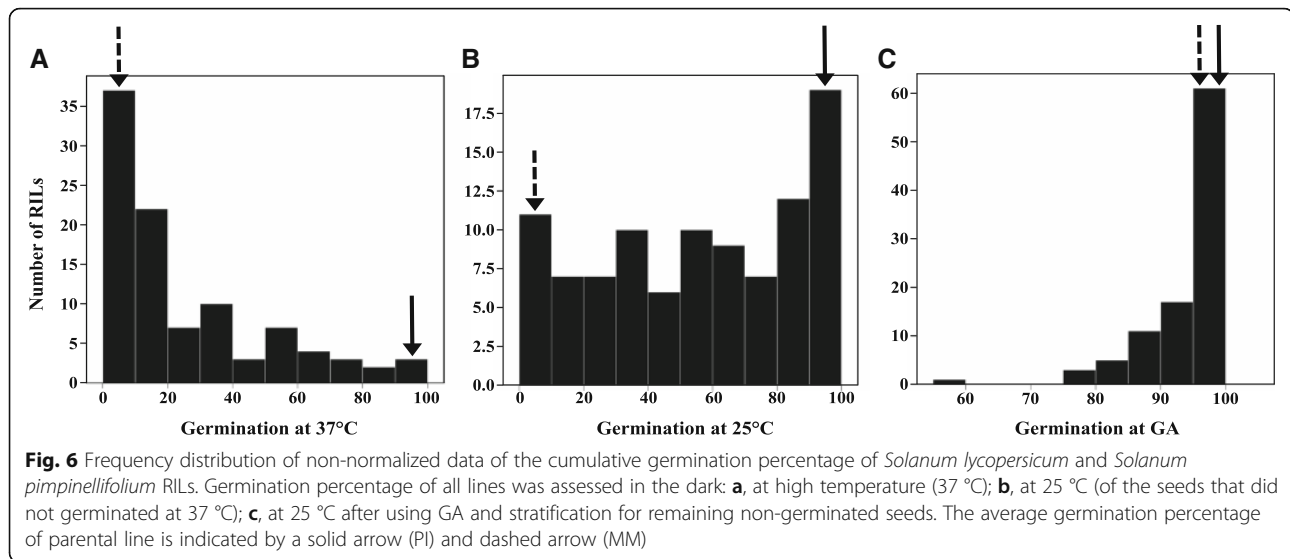 A
B
C
Number of RILs
35
30
25
20
15
10
5
0
0 20 40 60 80 100
Germination at 37°C
17.5
15.0
12.5
10.0
7.5
5.0
2.5
0.0
0 20 40 60 80 100
Germination at 25°C
60
50
40
30
20
10
0
60 70 80 90 100
Germination at GA
Fig. 6 Frequency distribution of non-normalized data of the cumulative germination percentage of Solanum lycopersicum and Solanum
pimpinellifolium RILs. Germination percentage of all lines was assessed in the dark: a, at high temperature (37 °C); b, at 25 °C (of the seeds that did
not germinated at 37 °C); c, at 25 °C after using GA and stratification for remaining non-germinated seeds. The average germination percentage
of parental line is indicated by a solid arrow (PI) and dashed arrow (MM)